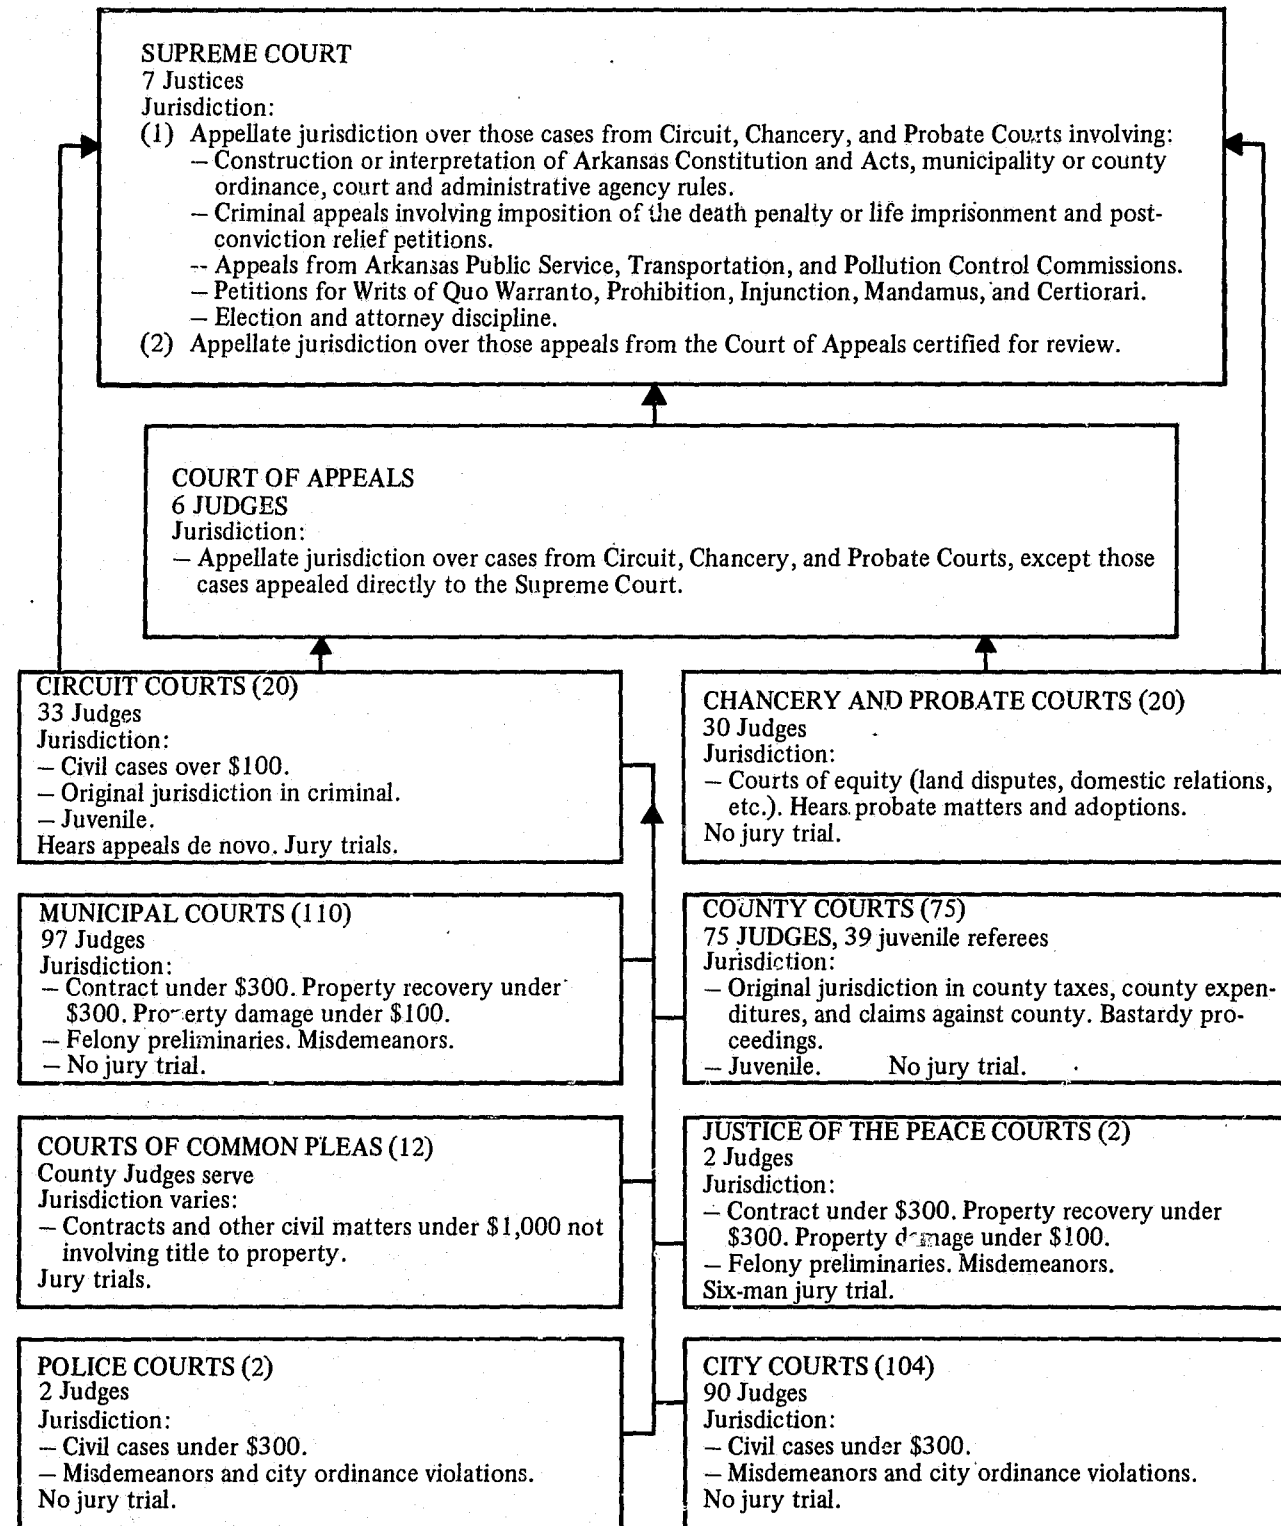 SUPREME COURT
7 Justices
Jurisdiction:
(1) Appellate jurisdiction over those cases from Circuit, Chancery, and Probate Courts involving:
— Construction or interpretation of Arkansas Constitution and Acts, municipality or county
ordinance, court and administrative agency rules.
— Criminal appeals involving imposition of the death penalty or life imprisonment and post-
conviction relief petitions.
-- Appeals from Arkansas Public Service, Transportation, and Pollution Control Commissions.
— Petitions for Writs of Quo Warranto, Prohibition, Injunction, Mandamus, and Certiorari.
— Election and attorney discipline.
(2) Appellate jurisdiction over those appeals from the Court of Appeals certified for review.
COURT OF APPEALS
6 JUDGES
Jurisdiction:
— Appellate jurisdiction over cases from Circuit, Chancery, and Probate Courts, except those
cases appealed directly to the Supreme Court.
CIRCUIT COURTS (20)
33 Judges
Jurisdiction:
— Civil cases over $100.
— Original jurisdiction in criminal.
— Juvenile.
Hears appeals de novo. Jury trials.
CHANCERY AND PROBATE COURTS (20)
30 Judges
Jurisdiction:
— Courts of equity (land disputes, domestic relations,
etc.). Hears probate matters and adoptions.
No jury trial.
MUNICIPAL COURTS (110)
97 Judges
Jurisdiction:
— Contract under $300. Property recovery under
$300. Property damage under $100.
— Felony preliminaries. Misdemeanors.
— No jury trial.
COUNTY COURTS (75)
75 JUDGES, 39 juvenile referees
Jurisdiction:
— Original jurisdiction in county taxes, county expen-
ditures, and claims against county. Bastardy pro-
ceedings.
— Juvenile. No jury trial.
COURTS OF COMMON PLEAS (12)
County Judges serve
Jurisdiction varies:
— Contracts and other civil matters under $1,000 not
involving title to property.
Jury trials.
JUSTICE OF THE PEACE COURTS (2)
2 Judges
Jurisdiction:
— Contract under $300. Property recovery under
$300. Property damage under $100.
— Felony preliminaries. Misdemeanors.
Six-man jury trial.
POLICE COURTS (2)
2 Judges
Jurisdiction:
— Civil cases under $300.
— Misdemeanors and city ordinance violations.
No jury trial.
CITY COURTS (104)
90 Judges
Jurisdiction:
— Civil cases under $300.
— Misdemeanors and city ordinance violations.
No jury trial.